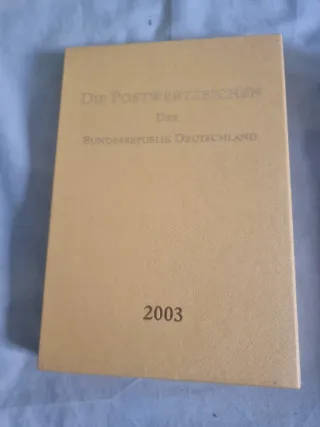 Die Postwertzeichen
Der
Bundesrepublik Deutschland
2003